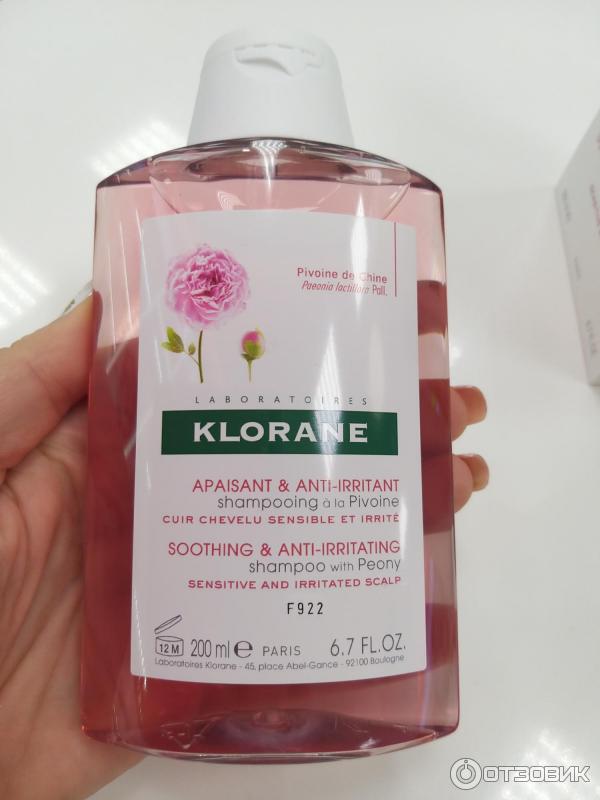 Pivoine de Chine
Paeonia lactiflora Pall.
LABORATOIRES
KLORANE
APAISANT & ANTI-IRRITANT
shampooing à la Pivoine
CUIR CHEVELU SENSIBLE ET IRRITÉ
SOOTHING & ANTI-IRRITATING
shampoo with Peony
SENSITIVE AND IRRITATED SCALP
F922
12 M 200 ml e PARIS 6.7 FL.OZ.
Laboratoires Klorane - 45, place Abel-Gance - 92100 Boulogne
ОТЗОВИК